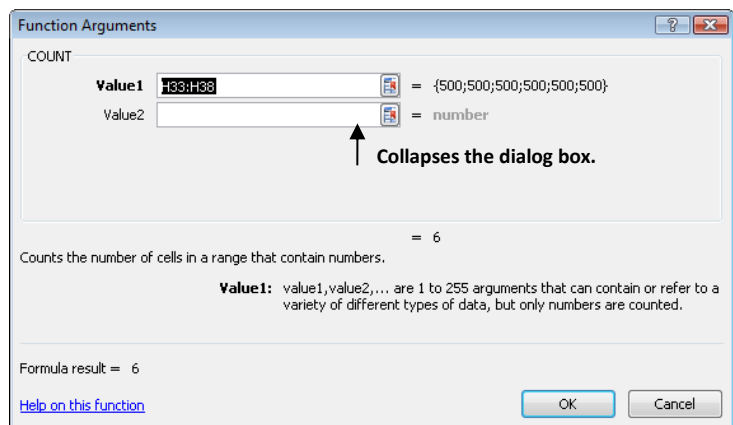 Function Arguments
COUNT
Value1 H33:H38 = {500;500;500;500;500;500}
Value2 = number
Collapses the dialog box.
= 6
Counts the number of cells in a range that contain numbers.
Value1: value1,value2,... are 1 to 255 arguments that can contain or refer to a
variety of different types of data, but only numbers are counted.
Formula result = 6
Help on this function OK Cancel